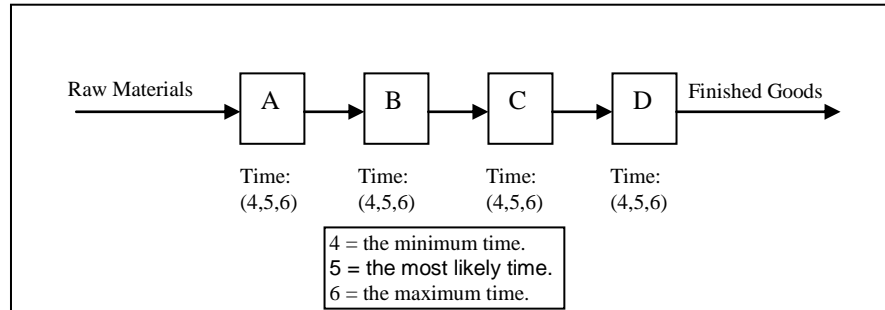 Raw Materials
A
B
C
D
Finished Goods
Time:
(4,5,6)
Time:
(4,5,6)
Time:
(4,5,6)
Time:
(4,5,6)
4 = the minimum time.
5 = the most likely time.
6 = the maximum time.